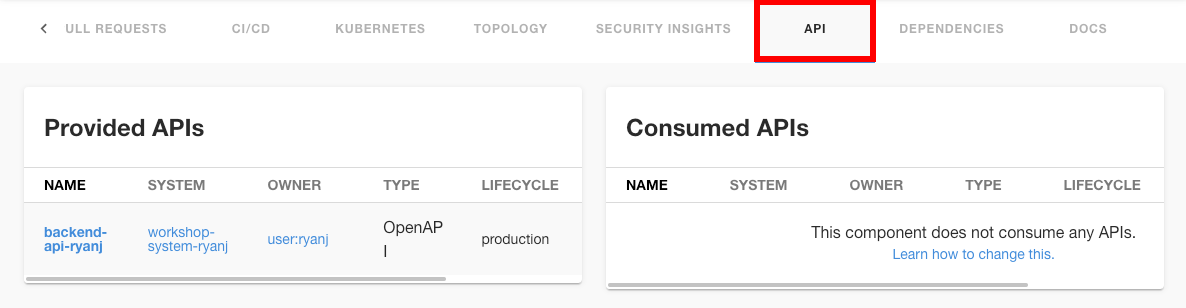 ULL REQUESTS CI/CD KUBERNETES TOPOLOGY SECURITY INSIGHTS API DEPENDENCIES DOCS
Provided APIs
NAME SYSTEM OWNER TYPE LIFECYCLE
backend-
api-ryanj
workshop-
system-ryanj
user:ryanj
OpenAP
I
production
Consumed APIs
NAME SYSTEM OWNER TYPE LIFECYCLE
This component does not consume any APIs.
Learn how to change this.